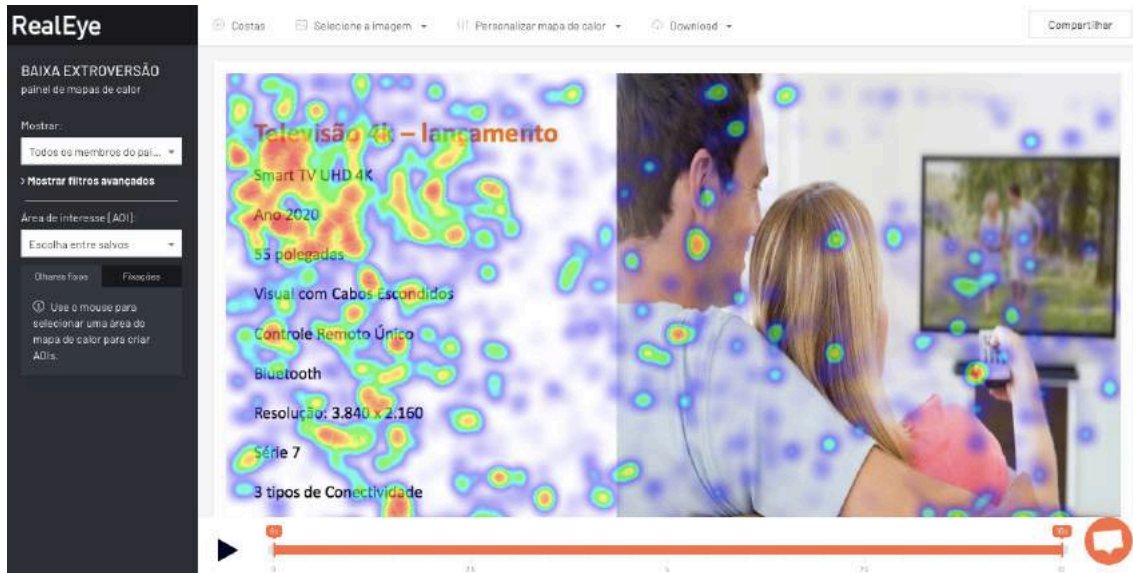 RealEye
Costas
Selecione a imagem
Personalizar mapa de calor
Download
Compartilhar
BAIXA EXTROVERSÃO
painel de mapas de calor
Mostrar:
Todos os membros do pai...
> Mostrar filtros avançados
Área de interesse [AOI]:
Escolha entre salvos
Olhares fixos
Fixações
Use o mouse para
selecionar uma área do
mapa de calor para criar
AOIs.
Televisão 4k – lançamento
Smart TV UHD 4K
Ano 2020
55 polegadas
Visual com Cabos Escondidos
Controle Remoto Único
Bluetooth
Resolução: 3.840 x 2.160
Série 7
3 tipos de Conectividade